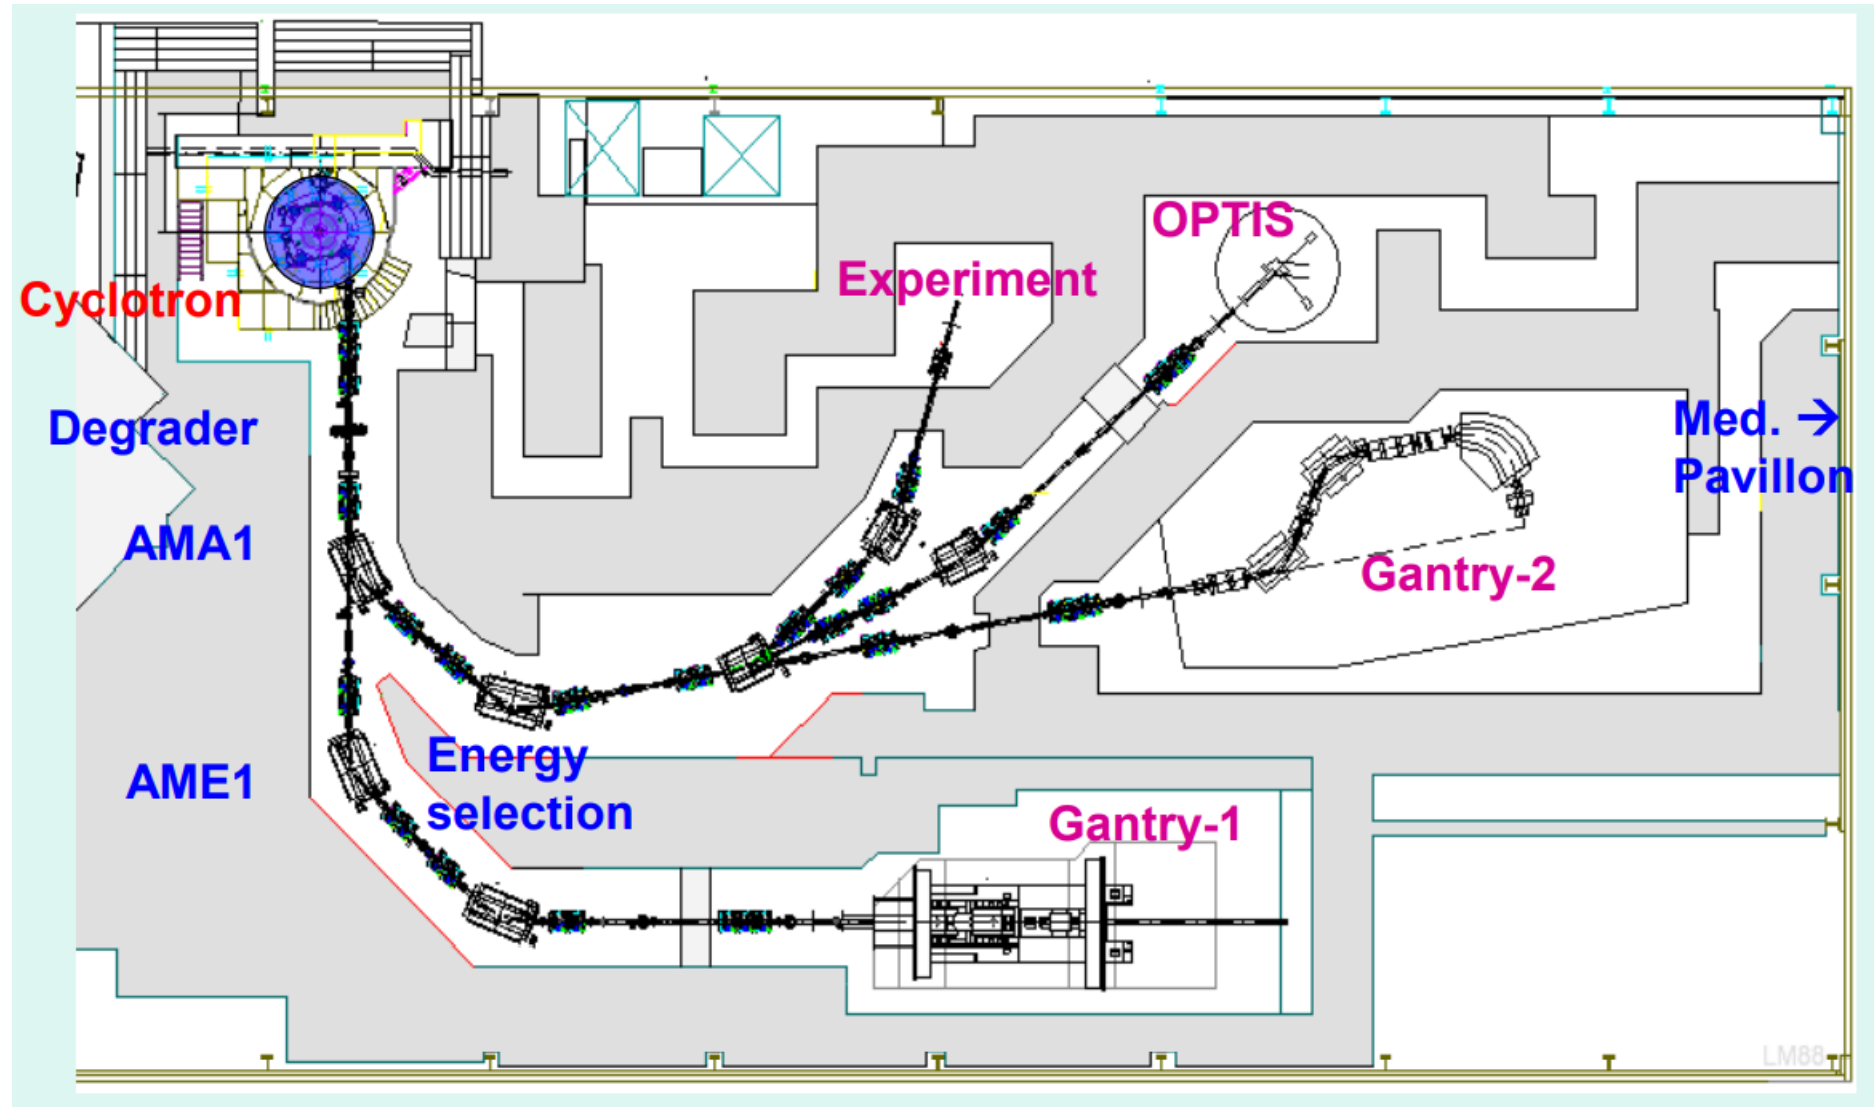 OPTIS
Experiment
Cyclotron
Degrader
Med. →
Pavillon
AMA1
Gantry-2
Energy
selection
AME1
Gantry-1
LM88